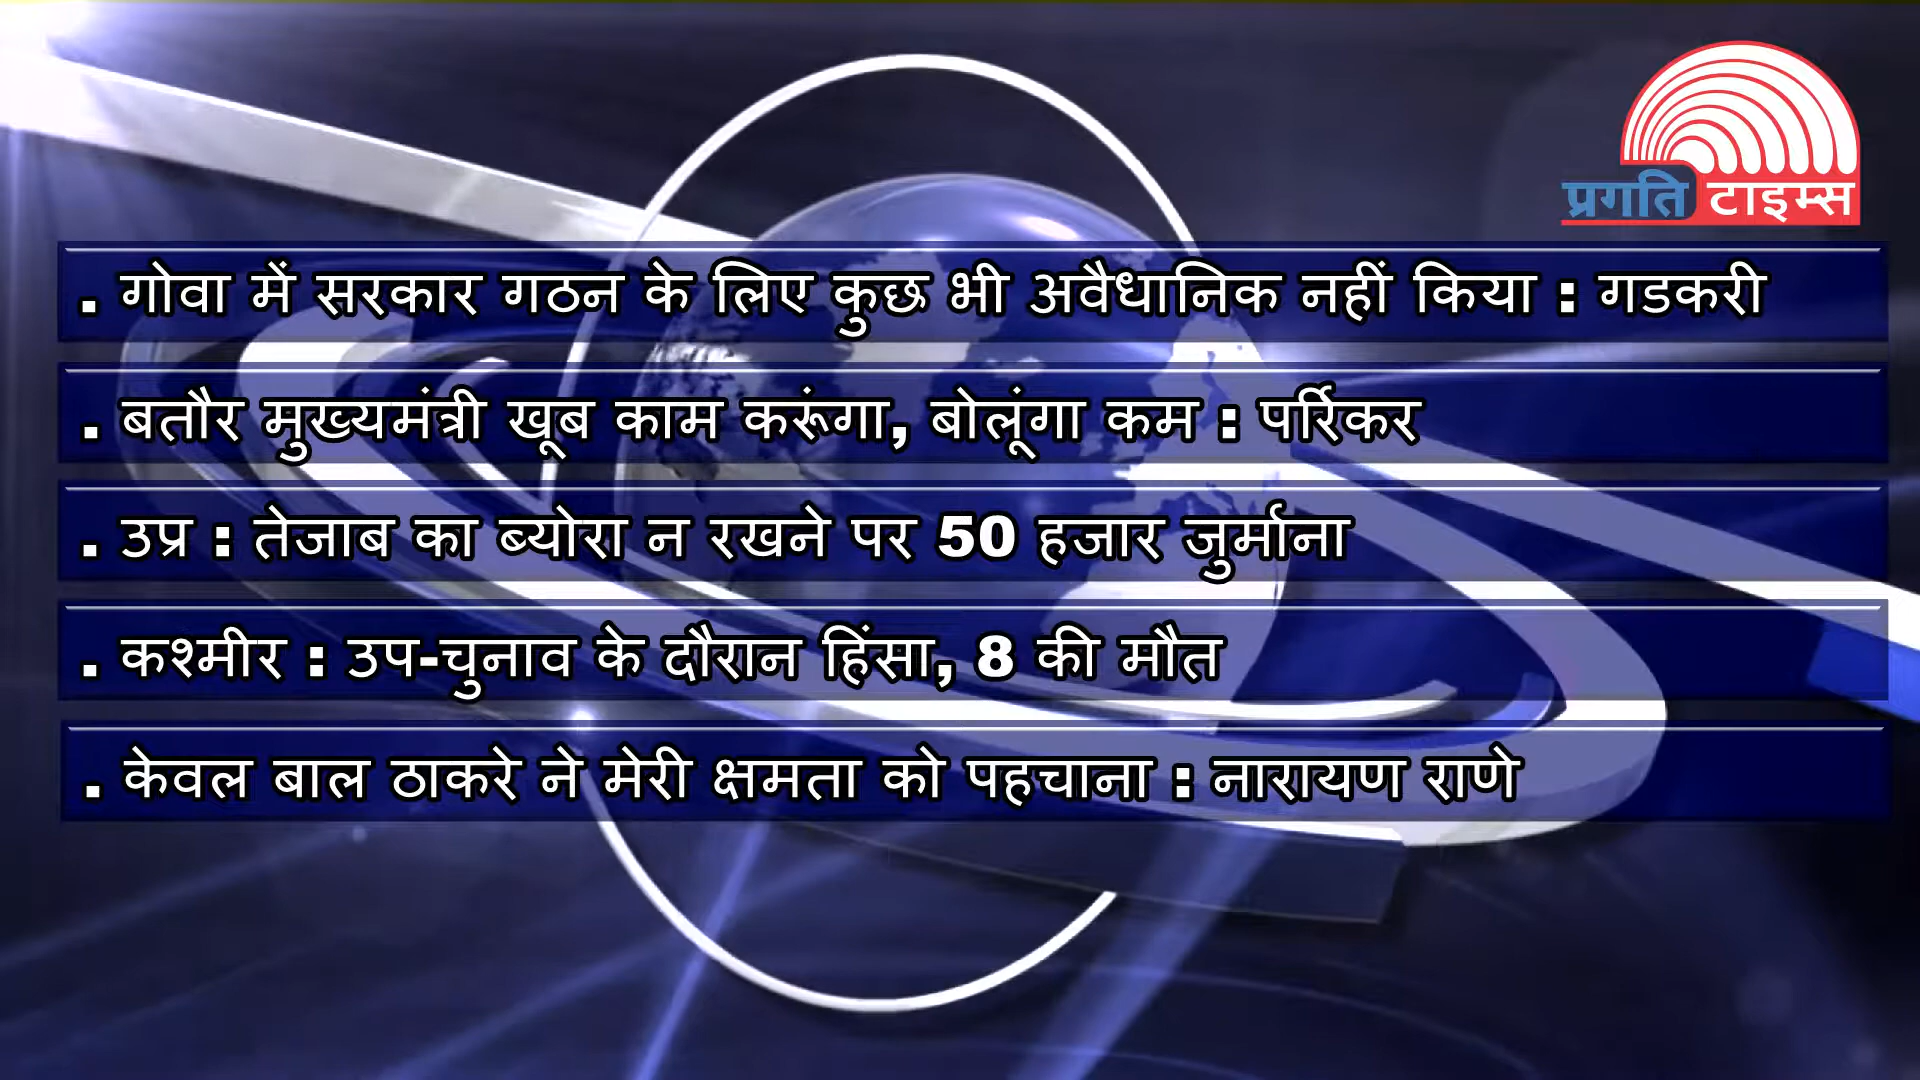 प्रगति टाइम्स
. गोवा में सरकार गठन के लिए कुछ भी अवैधानिक नहीं किया : गडकरी
. बतौर मुख्यमंत्री खूब काम करूंगा, बोलूंगा कम : पर्रिकर
. उप्र : तेजाब का ब्योरा न रखने पर 50 हजार जुर्माना
. कश्मीर : उप-चुनाव के दौरान हिंसा, 8 की मौत
. केवल बाल ठाकरे ने मेरी क्षमता को पहचाना : नारायण राणे